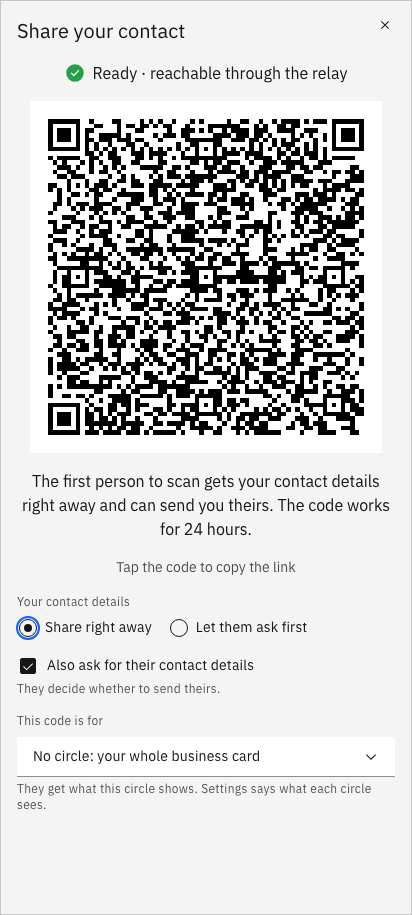 Share your contact
Ready · reachable through the relay
The first person to scan gets your contact details
right away and can send you theirs. The code works
for 24 hours.
Tap the code to copy the link
Your contact details
Share right away
Let them ask first
Also ask for their contact details
They decide whether to send theirs.
This code is for
No circle: your whole business card
They get what this circle shows. Settings says what each circle
sees.